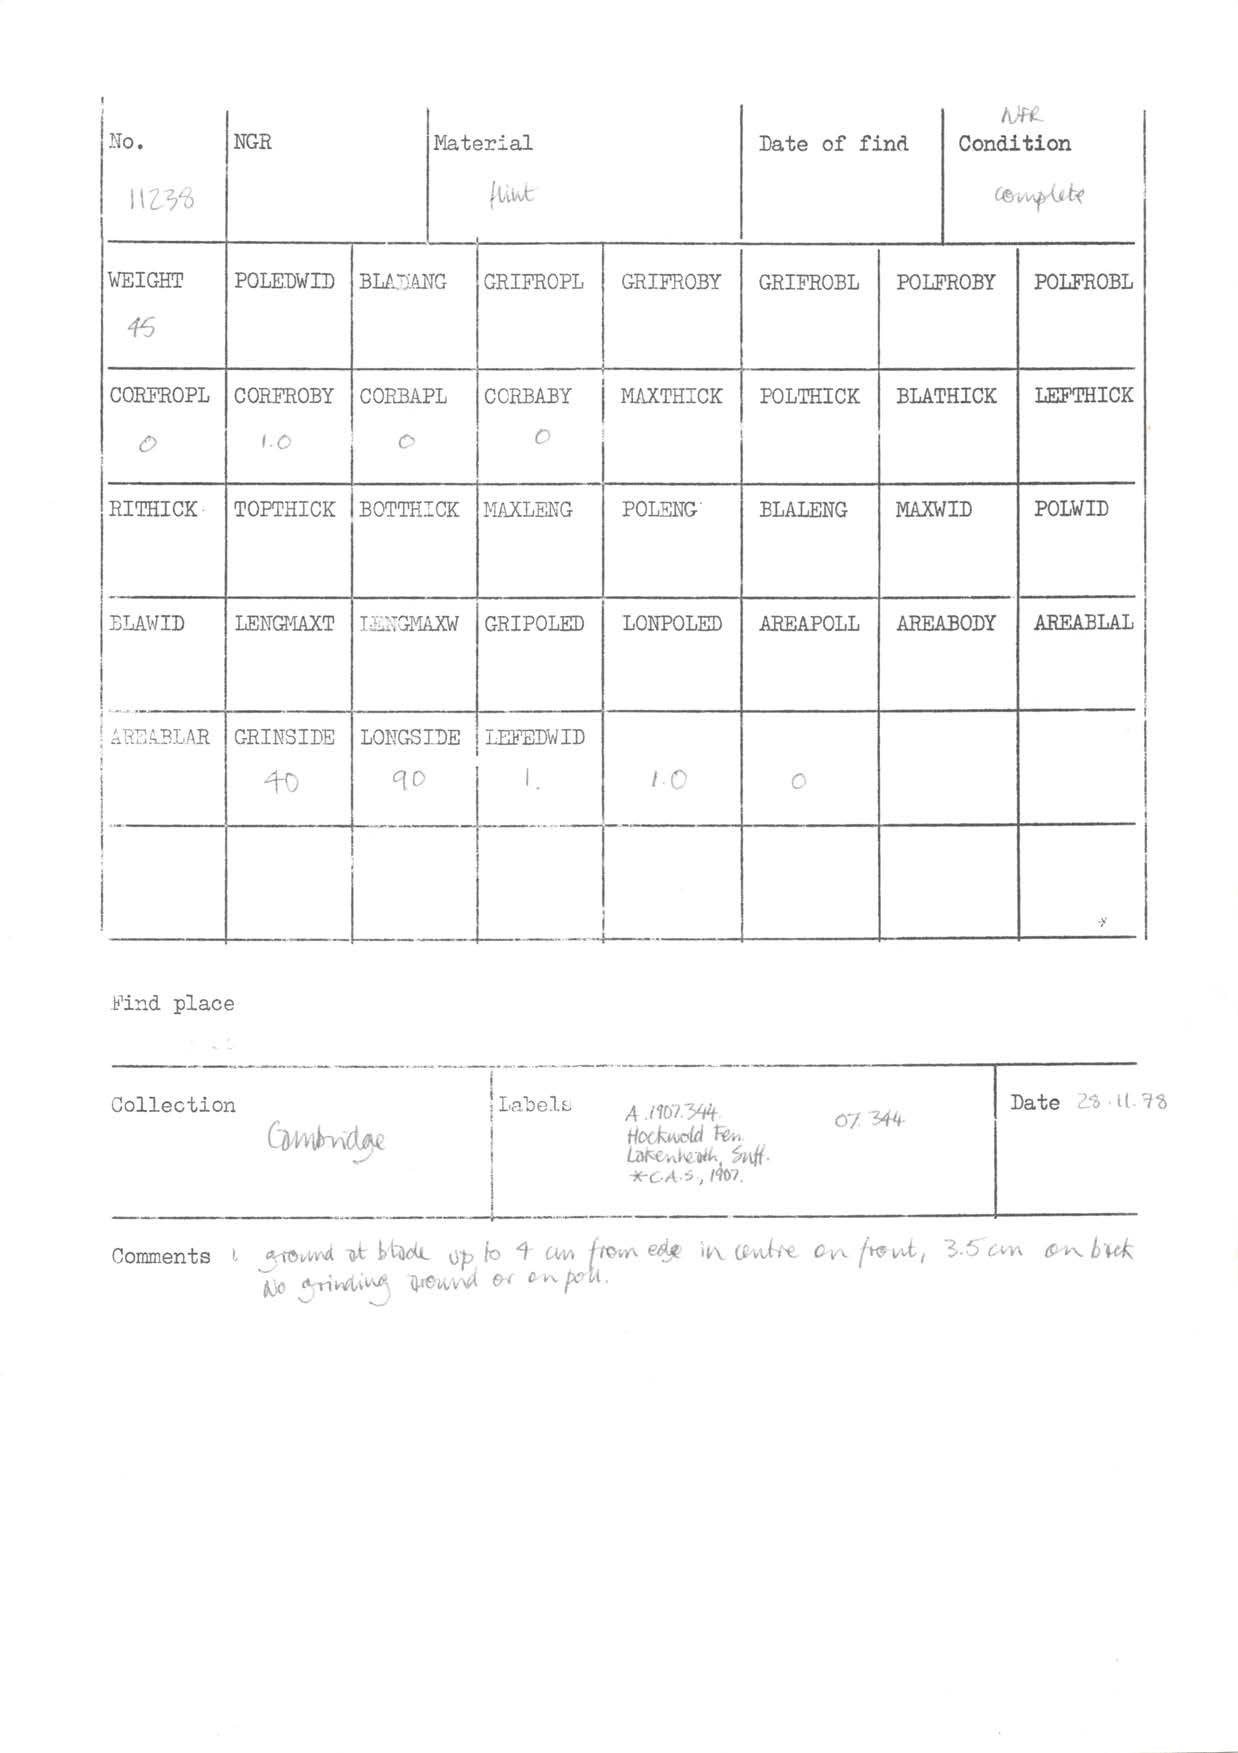 NFR
No. NGR Material Date of find Condition
11238 flint complete
WEIGHT POLEDWID BLADANG GRIFROPL GRIFROBY GRIFROBL POLFROBY POLFROBL
45
CORFROPL CORFROBY CORBAPL CORBABY MAXTHICK POLTHICK BLATHICK LEFTHICK
0 1.0 0 0
RITHICK TOPTHICK BOTTHICK MAXLENG POLENG BLALENG MAXWID POLWID
BLAWID LENGMAXT LENGMAXW GRIPOLED LONPOLED AREAPOLL AREABODY AREABLAL
AREABLAR GRINSIDE LONGSIDE LEFEDWID
40 90 1. 1.0 0
Find place
Collection Labels Date 28.11.78
Cambridge
A.1907.344. 07.344
Hockwold Fen.
Lakenheath, Suff.
*C.A.S., 1907.
Comments 1. ground at blade up to 4 cm from edge in centre on front, 3.5 cm on back
No grinding around or on poll.